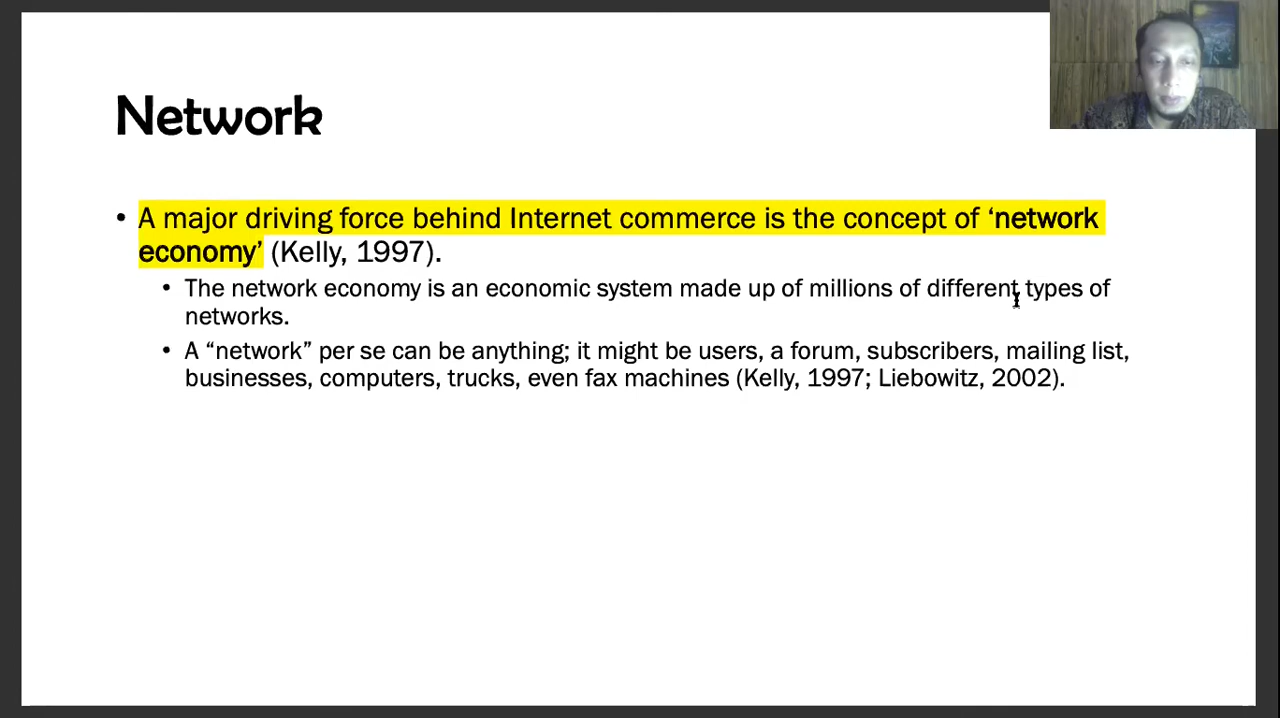 Network
• A major driving force behind Internet commerce is the concept of ‘network
economy’ (Kelly, 1997).
• The network economy is an economic system made up of millions of different types of
networks.
• A “network” per se can be anything; it might be users, a forum, subscribers, mailing list,
businesses, computers, trucks, even fax machines (Kelly, 1997; Liebowitz, 2002).